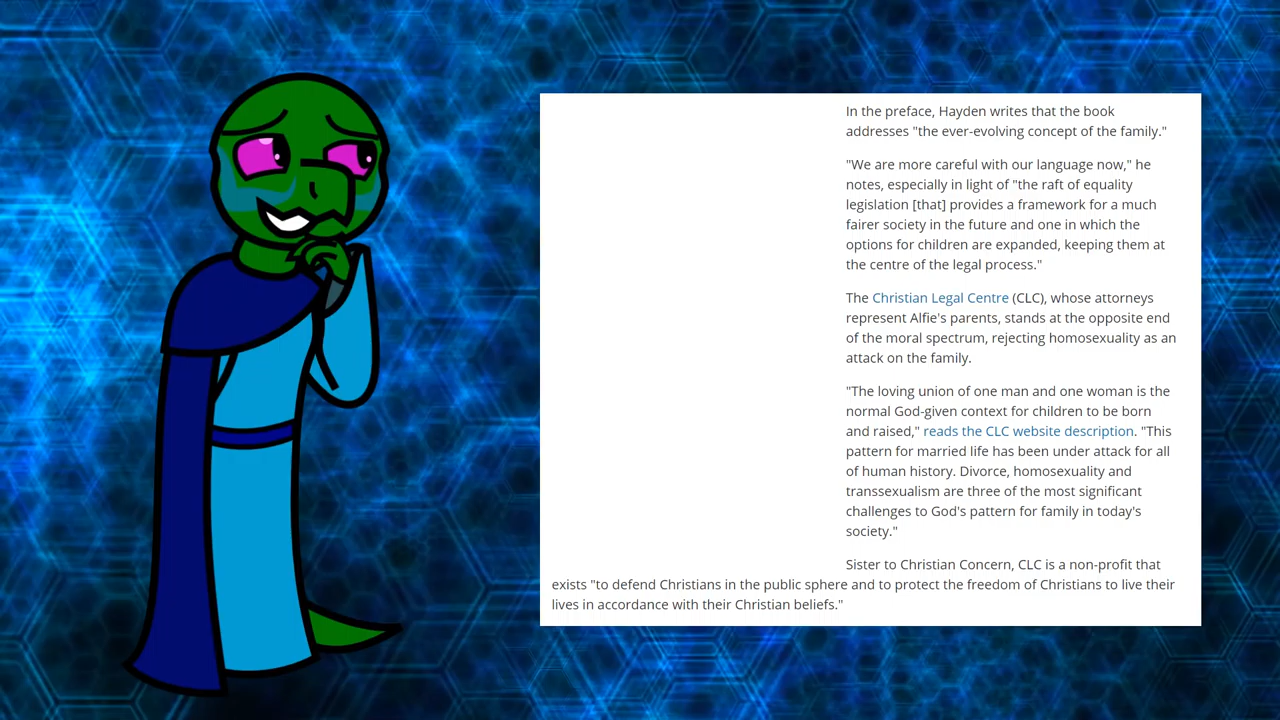 In the preface, Hayden writes that the book
addresses "the ever-evolving concept of the family."
"We are more careful with our language now," he
notes, especially in light of "the raft of equality
legislation [that] provides a framework for a much
fairer society in the future and one in which the
options for children are expanded, keeping them at
the centre of the legal process."
The Christian Legal Centre (CLC), whose attorneys
represent Alfie's parents, stands at the opposite end
of the moral spectrum, rejecting homosexuality as an
attack on the family.
"The loving union of one man and one woman is the
normal God-given context for children to be born
and raised," reads the CLC website description. "This
pattern for married life has been under attack for all
of human history. Divorce, homosexuality and
transsexualism are three of the most significant
challenges to God's pattern for family in today's
society."
Sister to Christian Concern, CLC is a non-profit that
exists "to defend Christians in the public sphere and to protect the freedom of Christians to live their
lives in accordance with their Christian beliefs."